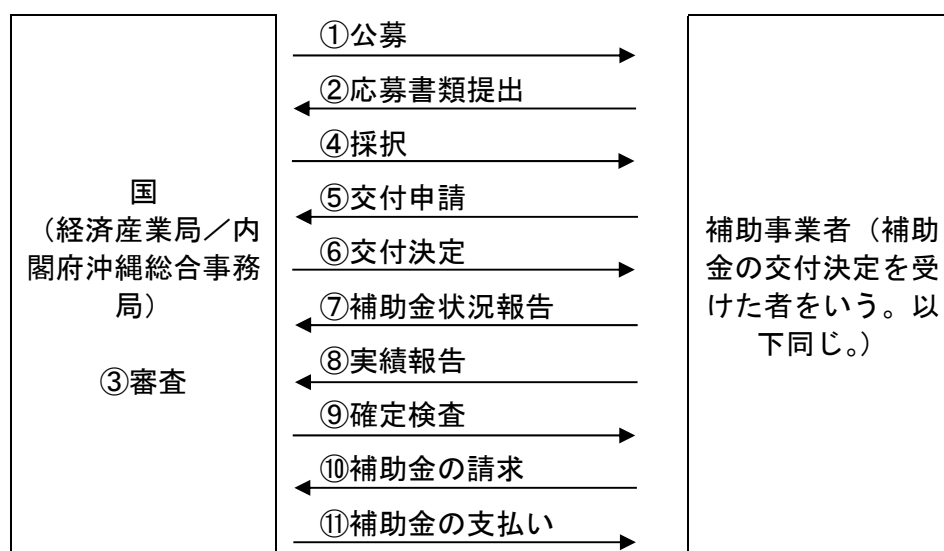 国
（経済産業局／内
閣府沖縄総合事務
局）
③審査
①公募
②応募書類提出
④採択
⑤交付申請
⑥交付決定
⑦補助金状況報告
⑧実績報告
⑨確定検査
⑩補助金の請求
⑪補助金の支払い
補助事業者（補助
金の交付決定を受
けた者をいう。以
下同じ。）